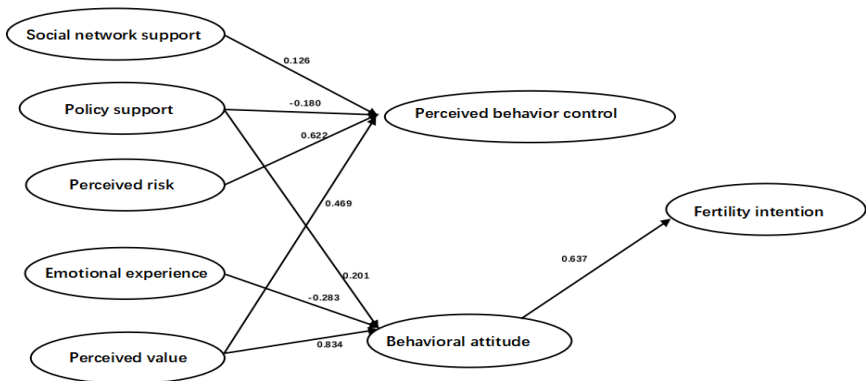 Social network support
0.126
Policy support
-0.180
Perceived behavior control
0.622
Perceived risk
0.469
Fertility intention
0.637
Emotional experience
0.201
-0.283
0.834
Behavioral attitude
Perceived value